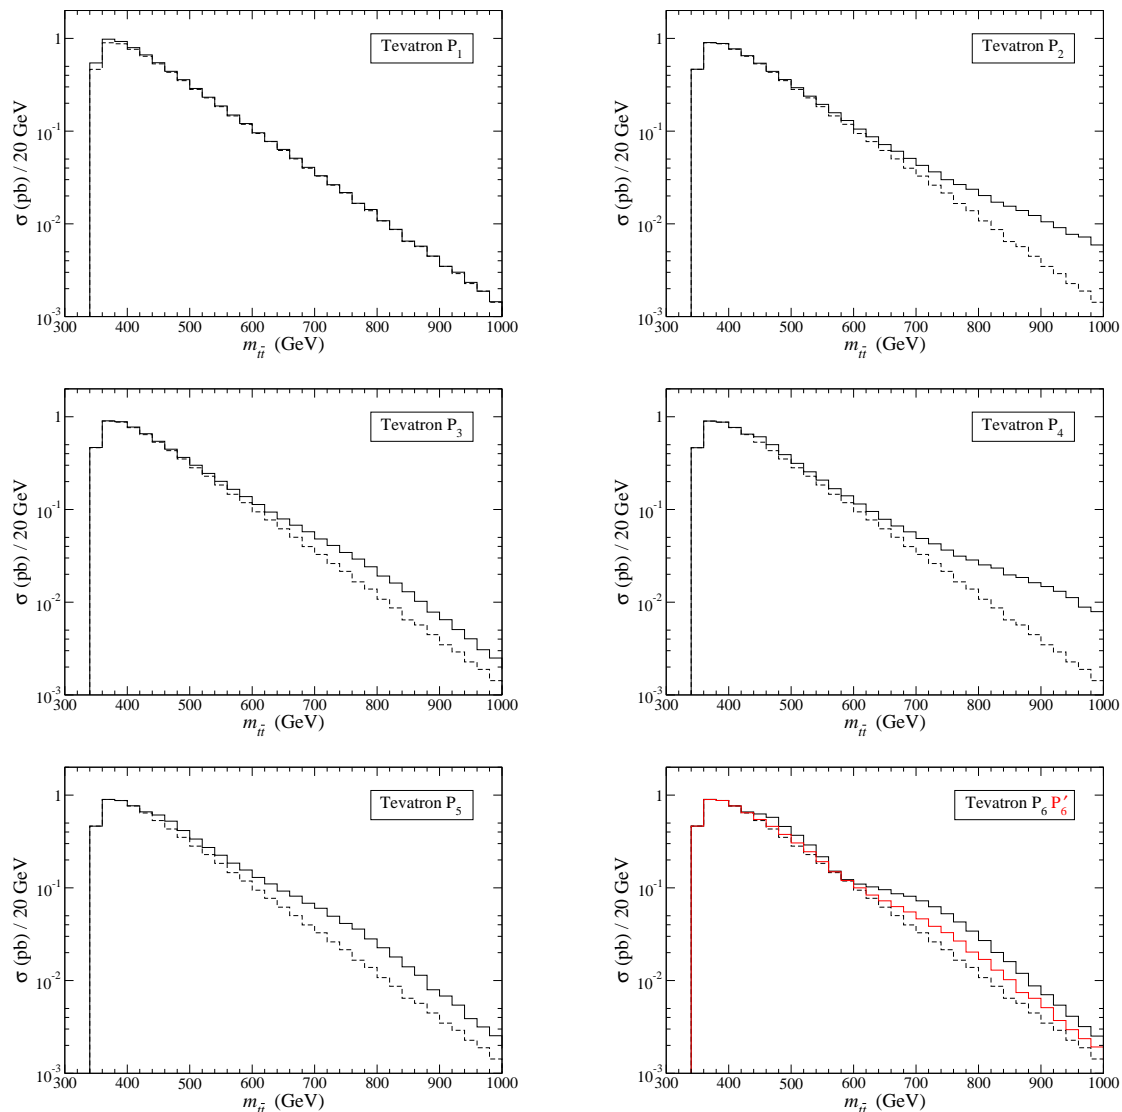 Tevatron P1
1
10^-1
10^-2
10^-3
σ (pb) / 20 GeV
300 400 500 600 700 800 900 1000
m_tt̄ (GeV)
Tevatron P2
1
10^-1
10^-2
10^-3
σ (pb) / 20 GeV
300 400 500 600 700 800 900 1000
m_tt̄ (GeV)
Tevatron P3
1
10^-1
10^-2
10^-3
σ (pb) / 20 GeV
300 400 500 600 700 800 900 1000
m_tt̄ (GeV)
Tevatron P4
1
10^-1
10^-2
10^-3
σ (pb) / 20 GeV
300 400 500 600 700 800 900 1000
m_tt̄ (GeV)
Tevatron P5
1
10^-1
10^-2
10^-3
σ (pb) / 20 GeV
300 400 500 600 700 800 900 1000
m_tt̄ (GeV)
Tevatron P6 P6′
1
10^-1
10^-2
10^-3
σ (pb) / 20 GeV
300 400 500 600 700 800 900 1000
m_tt̄ (GeV)